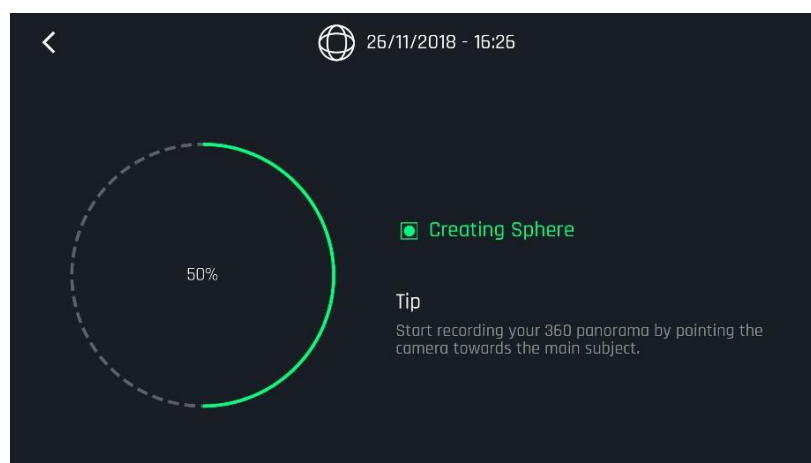 26/11/2018 - 16:26
50%
Creating Sphere
Tip
Start recording your 360 panorama by pointing the
camera towards the main subject.